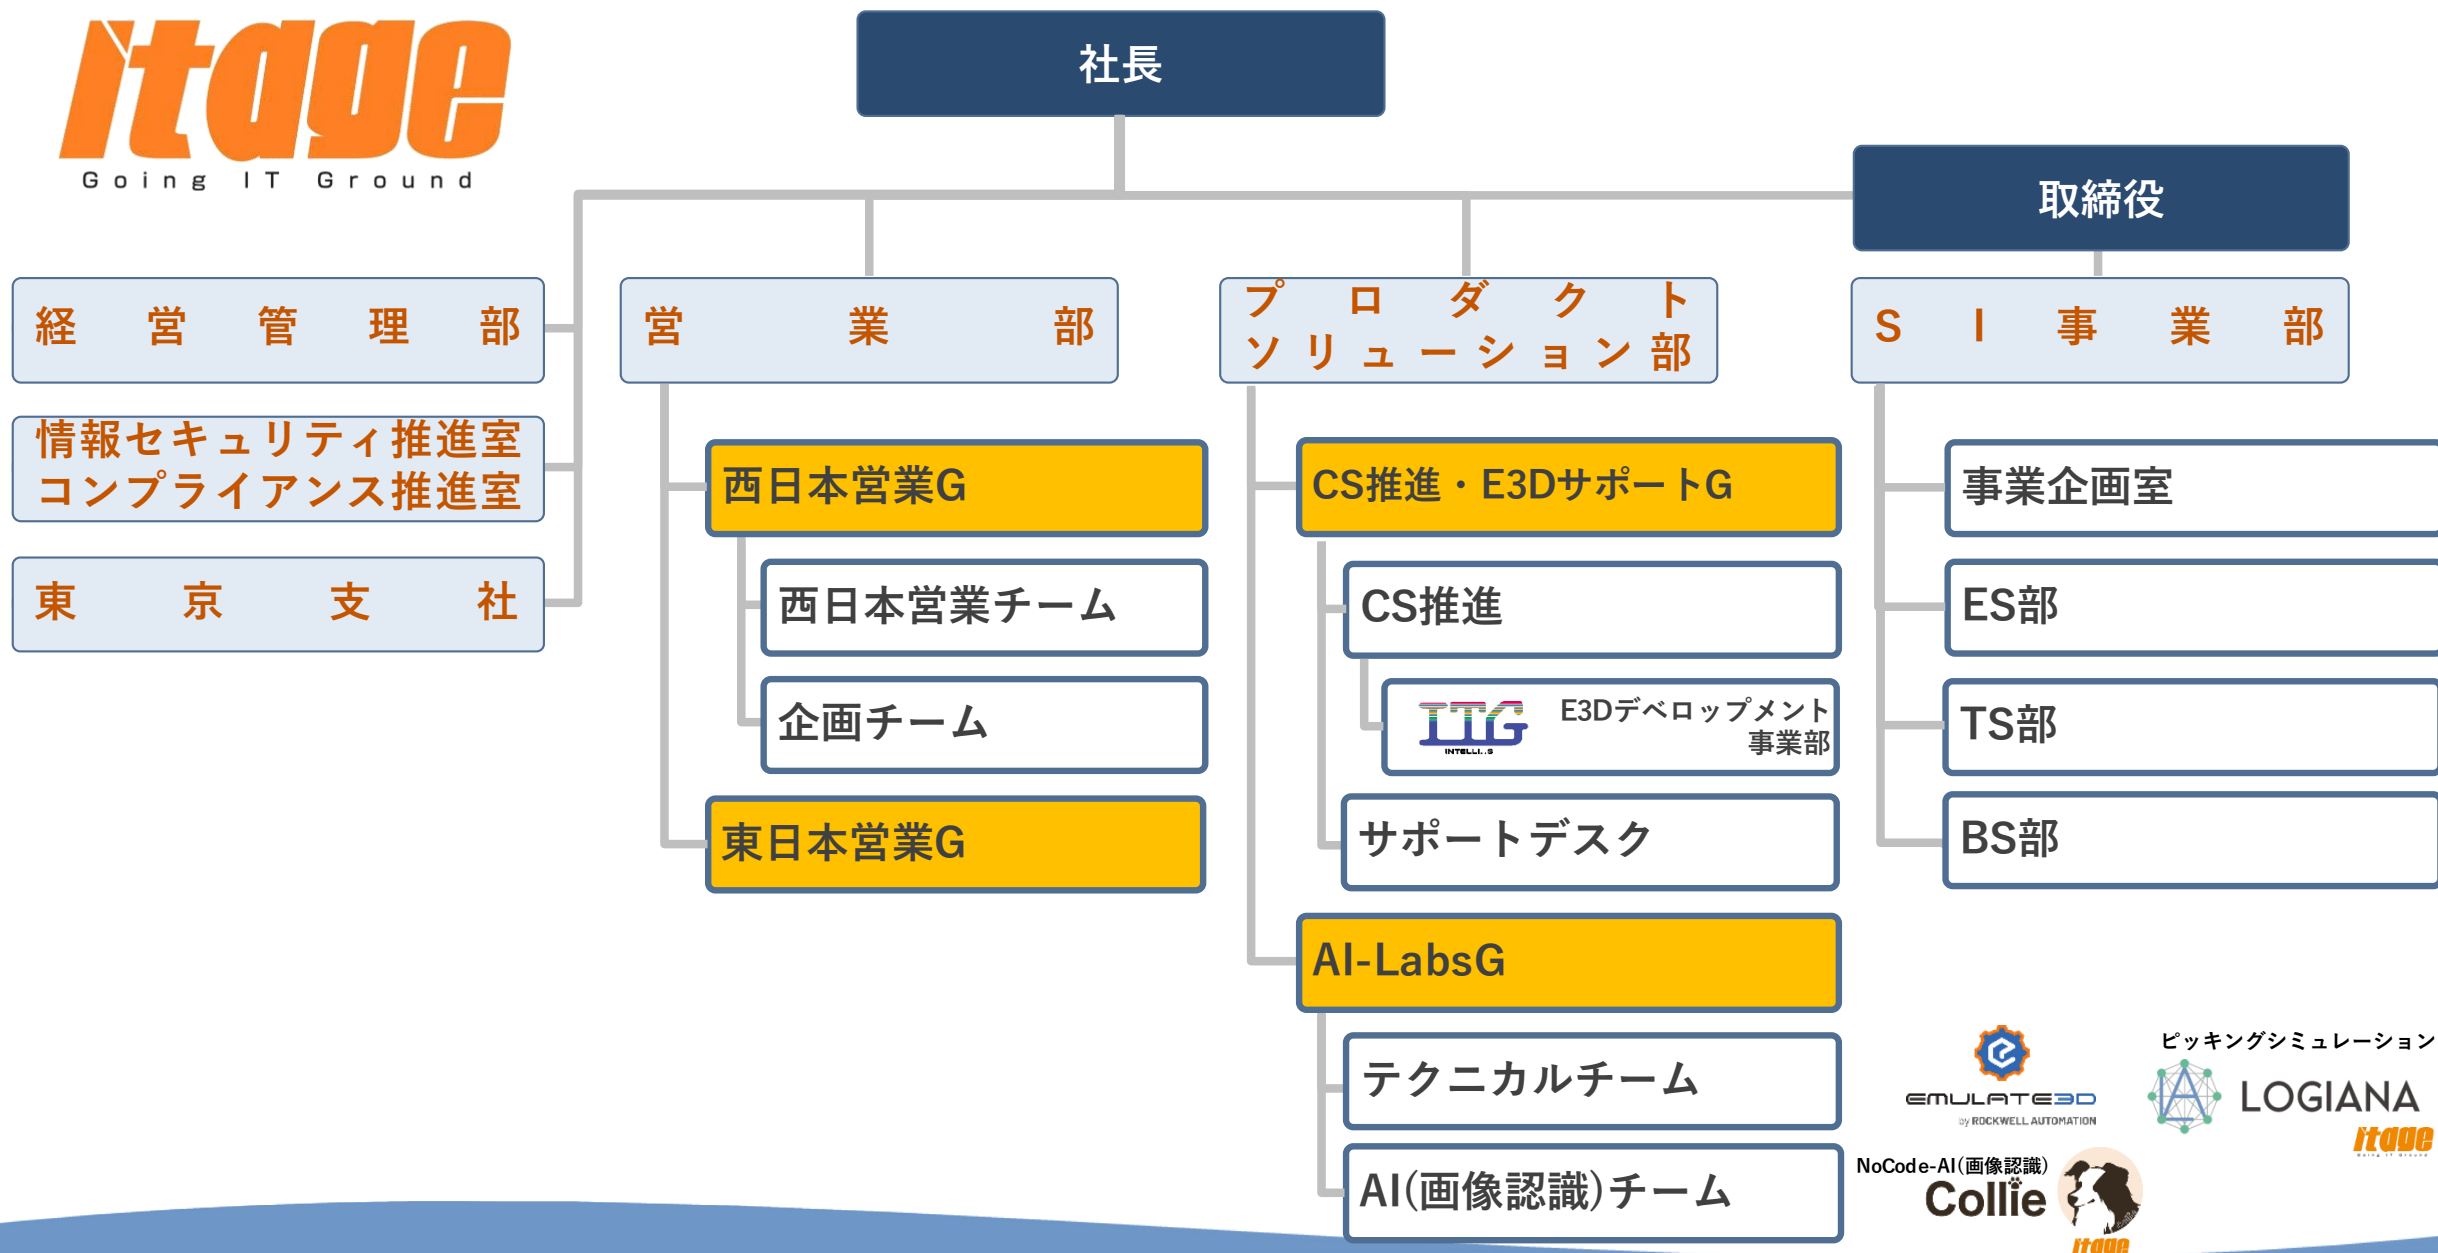 itage
Going IT Ground
社長
取締役
経営管理部
営業部
プロダクト
ソリューション部
SI事業部
情報セキュリティ推進室
コンプライアンス推進室
東京支社
西日本営業G
西日本営業チーム
企画チーム
東日本営業G
CS推進・E3DサポートG
CS推進
ITG
INTELLI..S
E3Dデベロップメント
事業部
サポートデスク
AI-LabsG
テクニカルチーム
AI(画像認識)チーム
事業企画室
ES部
TS部
BS部
EMULATE3D
by ROCKWELL AUTOMATION
ピッキングシミュレーション
LOGIANA
itage
Going IT Ground
NoCode-AI(画像認識)
Collie
itage